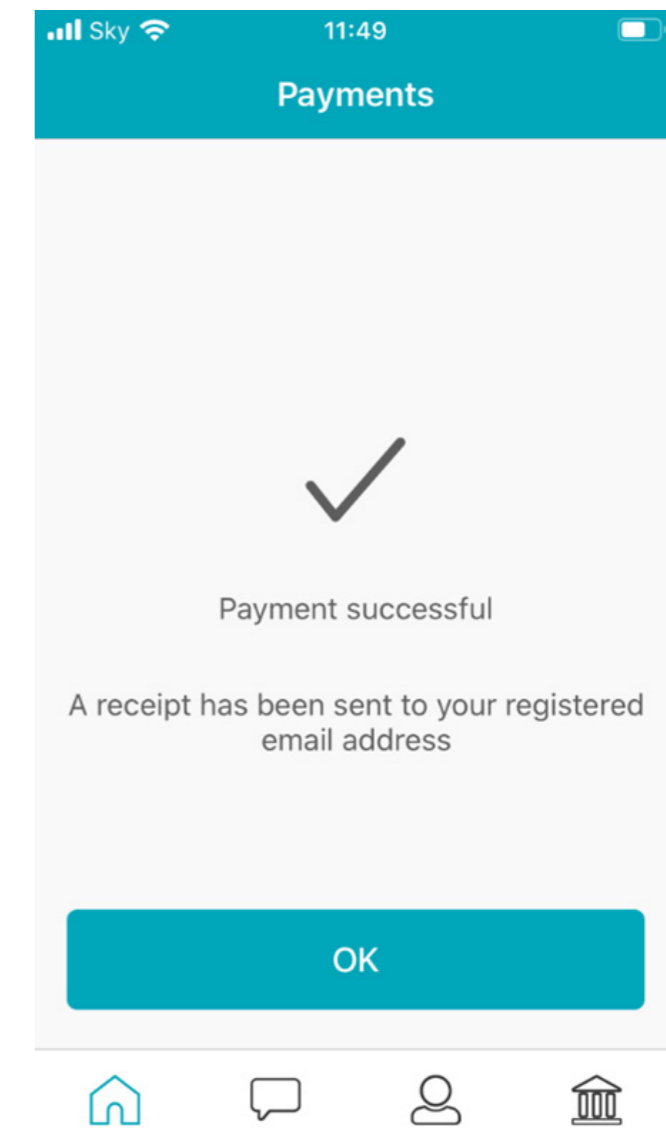 Sky 11:49
Payments
Payment successful
A receipt has been sent to your registered
email address
OK